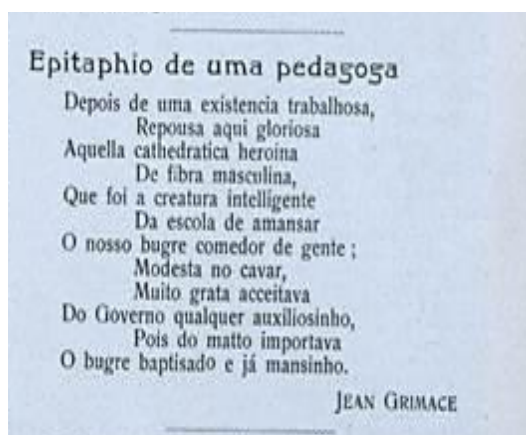 Epitaphio de uma pedagoga
Depois de uma existencia trabalhosa,
Repousa aqui gloriosa
Aquella cathedratica heroina
De fibra masculina,
Que foi a creatura intelligente
Da escola de amansar
O nosso bugre comedor de gente;
Modesta no cavar,
Muito grata acceitava
Do Governo qualquer auxiliosinho,
Pois do matto importava
O bugre baptisado e já mansinho.
JEAN GRIMACE